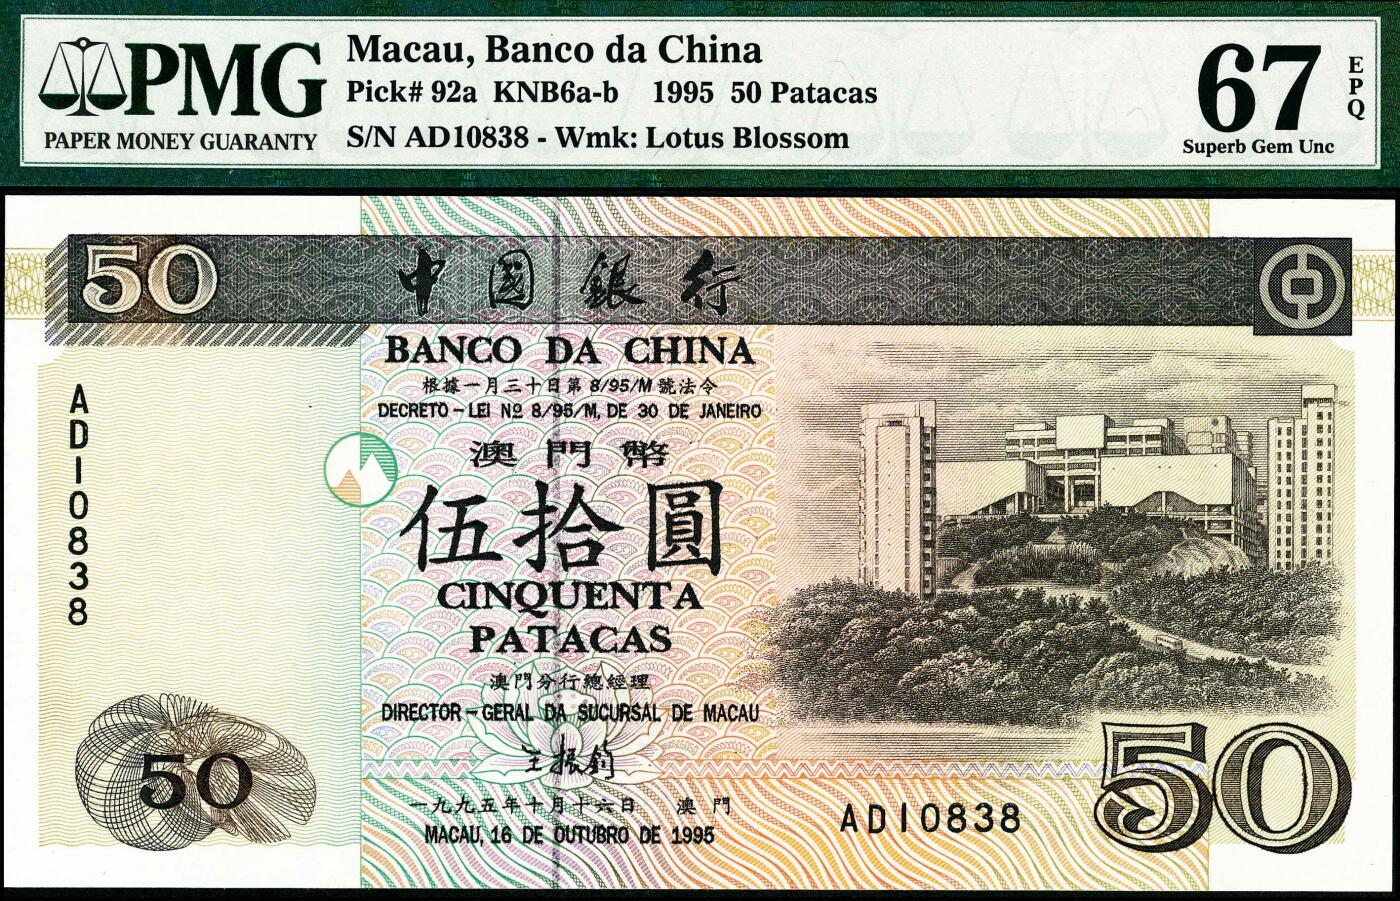 PMG
PAPER MONEY GUARANTY
Macau, Banco da China
Pick# 92a KNB6a-b 1995 50 Patacas
S/N AD10838 - Wmk: Lotus Blossom
67
EPQ
Superb Gem Unc
50
中國銀行
BANCO DA CHINA
根據一月三十日第 8/95/M 號法令
DECRETO-LEI Nº 8/95/M, DE 30 DE JANEIRO
AD10838
澳門幣
伍拾圓
CINQUENTA
PATACAS
澳門分行總經理
DIRECTOR-GERAL DA SUCURSAL DE MACAU
王振鈞
50
一九九五年十月十六日 澳門
MACAU, 16 DE OUTUBRO DE 1995
AD10838
50